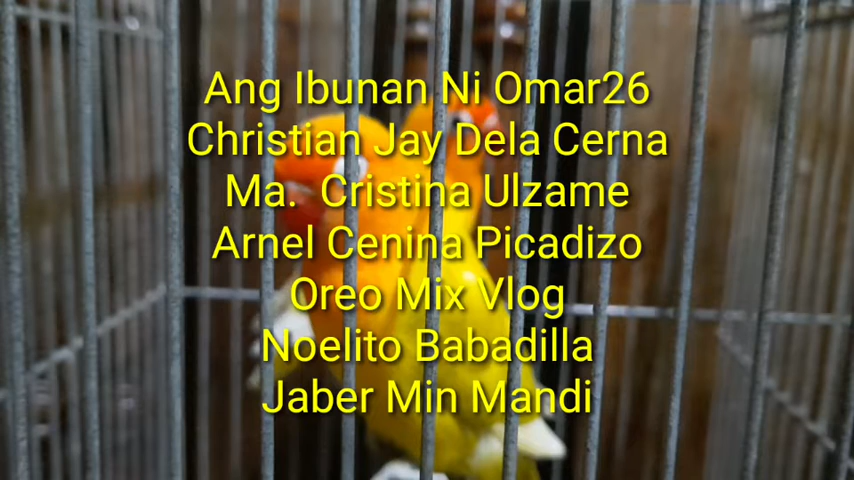 Ang Ibunan Ni Omar26
Christian Jay Dela Cerna
Ma. Cristina Ulzame
Arnel Cenina Picadizo
Oreo Mix Vlog
Noelito Babadilla
Jaber Min Mandi